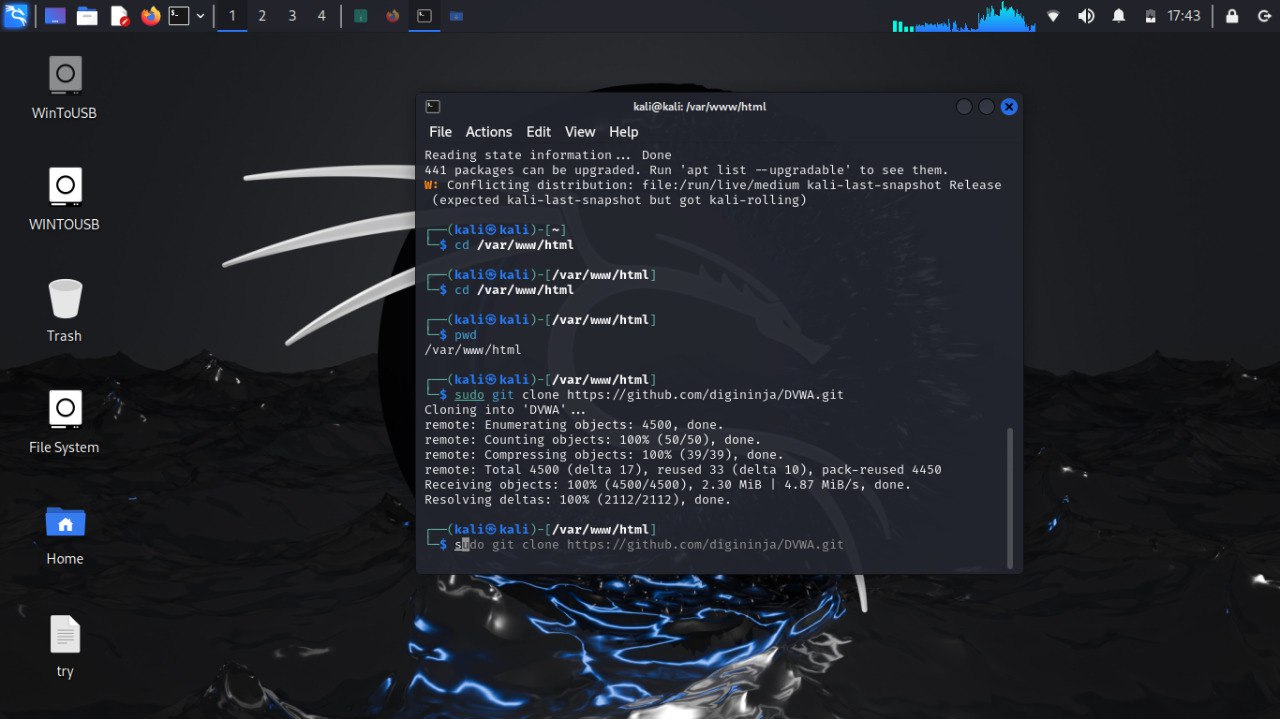 1 2 3 4
17:43
WinToUSB
WINTOUSB
Trash
File System
Home
try
kali@kali: /var/www/html
File Actions Edit View Help
Reading state information... Done
441 packages can be upgraded. Run 'apt list --upgradable' to see them.
W: Conflicting distribution: file:/run/live/medium kali-last-snapshot Release
(expected kali-last-snapshot but got kali-rolling)
┌──(kali㉿kali)-[~]
└─$ cd /var/www/html
┌──(kali㉿kali)-[/var/www/html]
└─$ cd /var/www/html
┌──(kali㉿kali)-[/var/www/html]
└─$ pwd
/var/www/html
┌──(kali㉿kali)-[/var/www/html]
└─$ sudo git clone https://github.com/digininja/DVWA.git
Cloning into 'DVWA'...
remote: Enumerating objects: 4500, done.
remote: Counting objects: 100% (50/50), done.
remote: Compressing objects: 100% (39/39), done.
remote: Total 4500 (delta 17), reused 33 (delta 10), pack-reused 4450
Receiving objects: 100% (4500/4500), 2.30 MiB | 4.87 MiB/s, done.
Resolving deltas: 100% (2112/2112), done.
┌──(kali㉿kali)-[/var/www/html]
└─$ sudo git clone https://github.com/digininja/DVWA.git